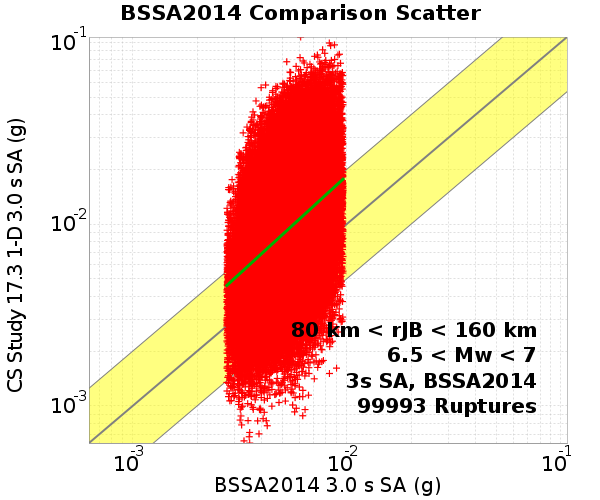 BSSA2014 Comparison Scatter
10-1
10-2
10-3
CS Study 17.3 1-D 3.0 s SA (g)
80 km < rJB < 160 km
6.5 < Mw < 7
3s SA, BSSA2014
99993 Ruptures
10-3 10-2 10-1
BSSA2014 3.0 s SA (g)